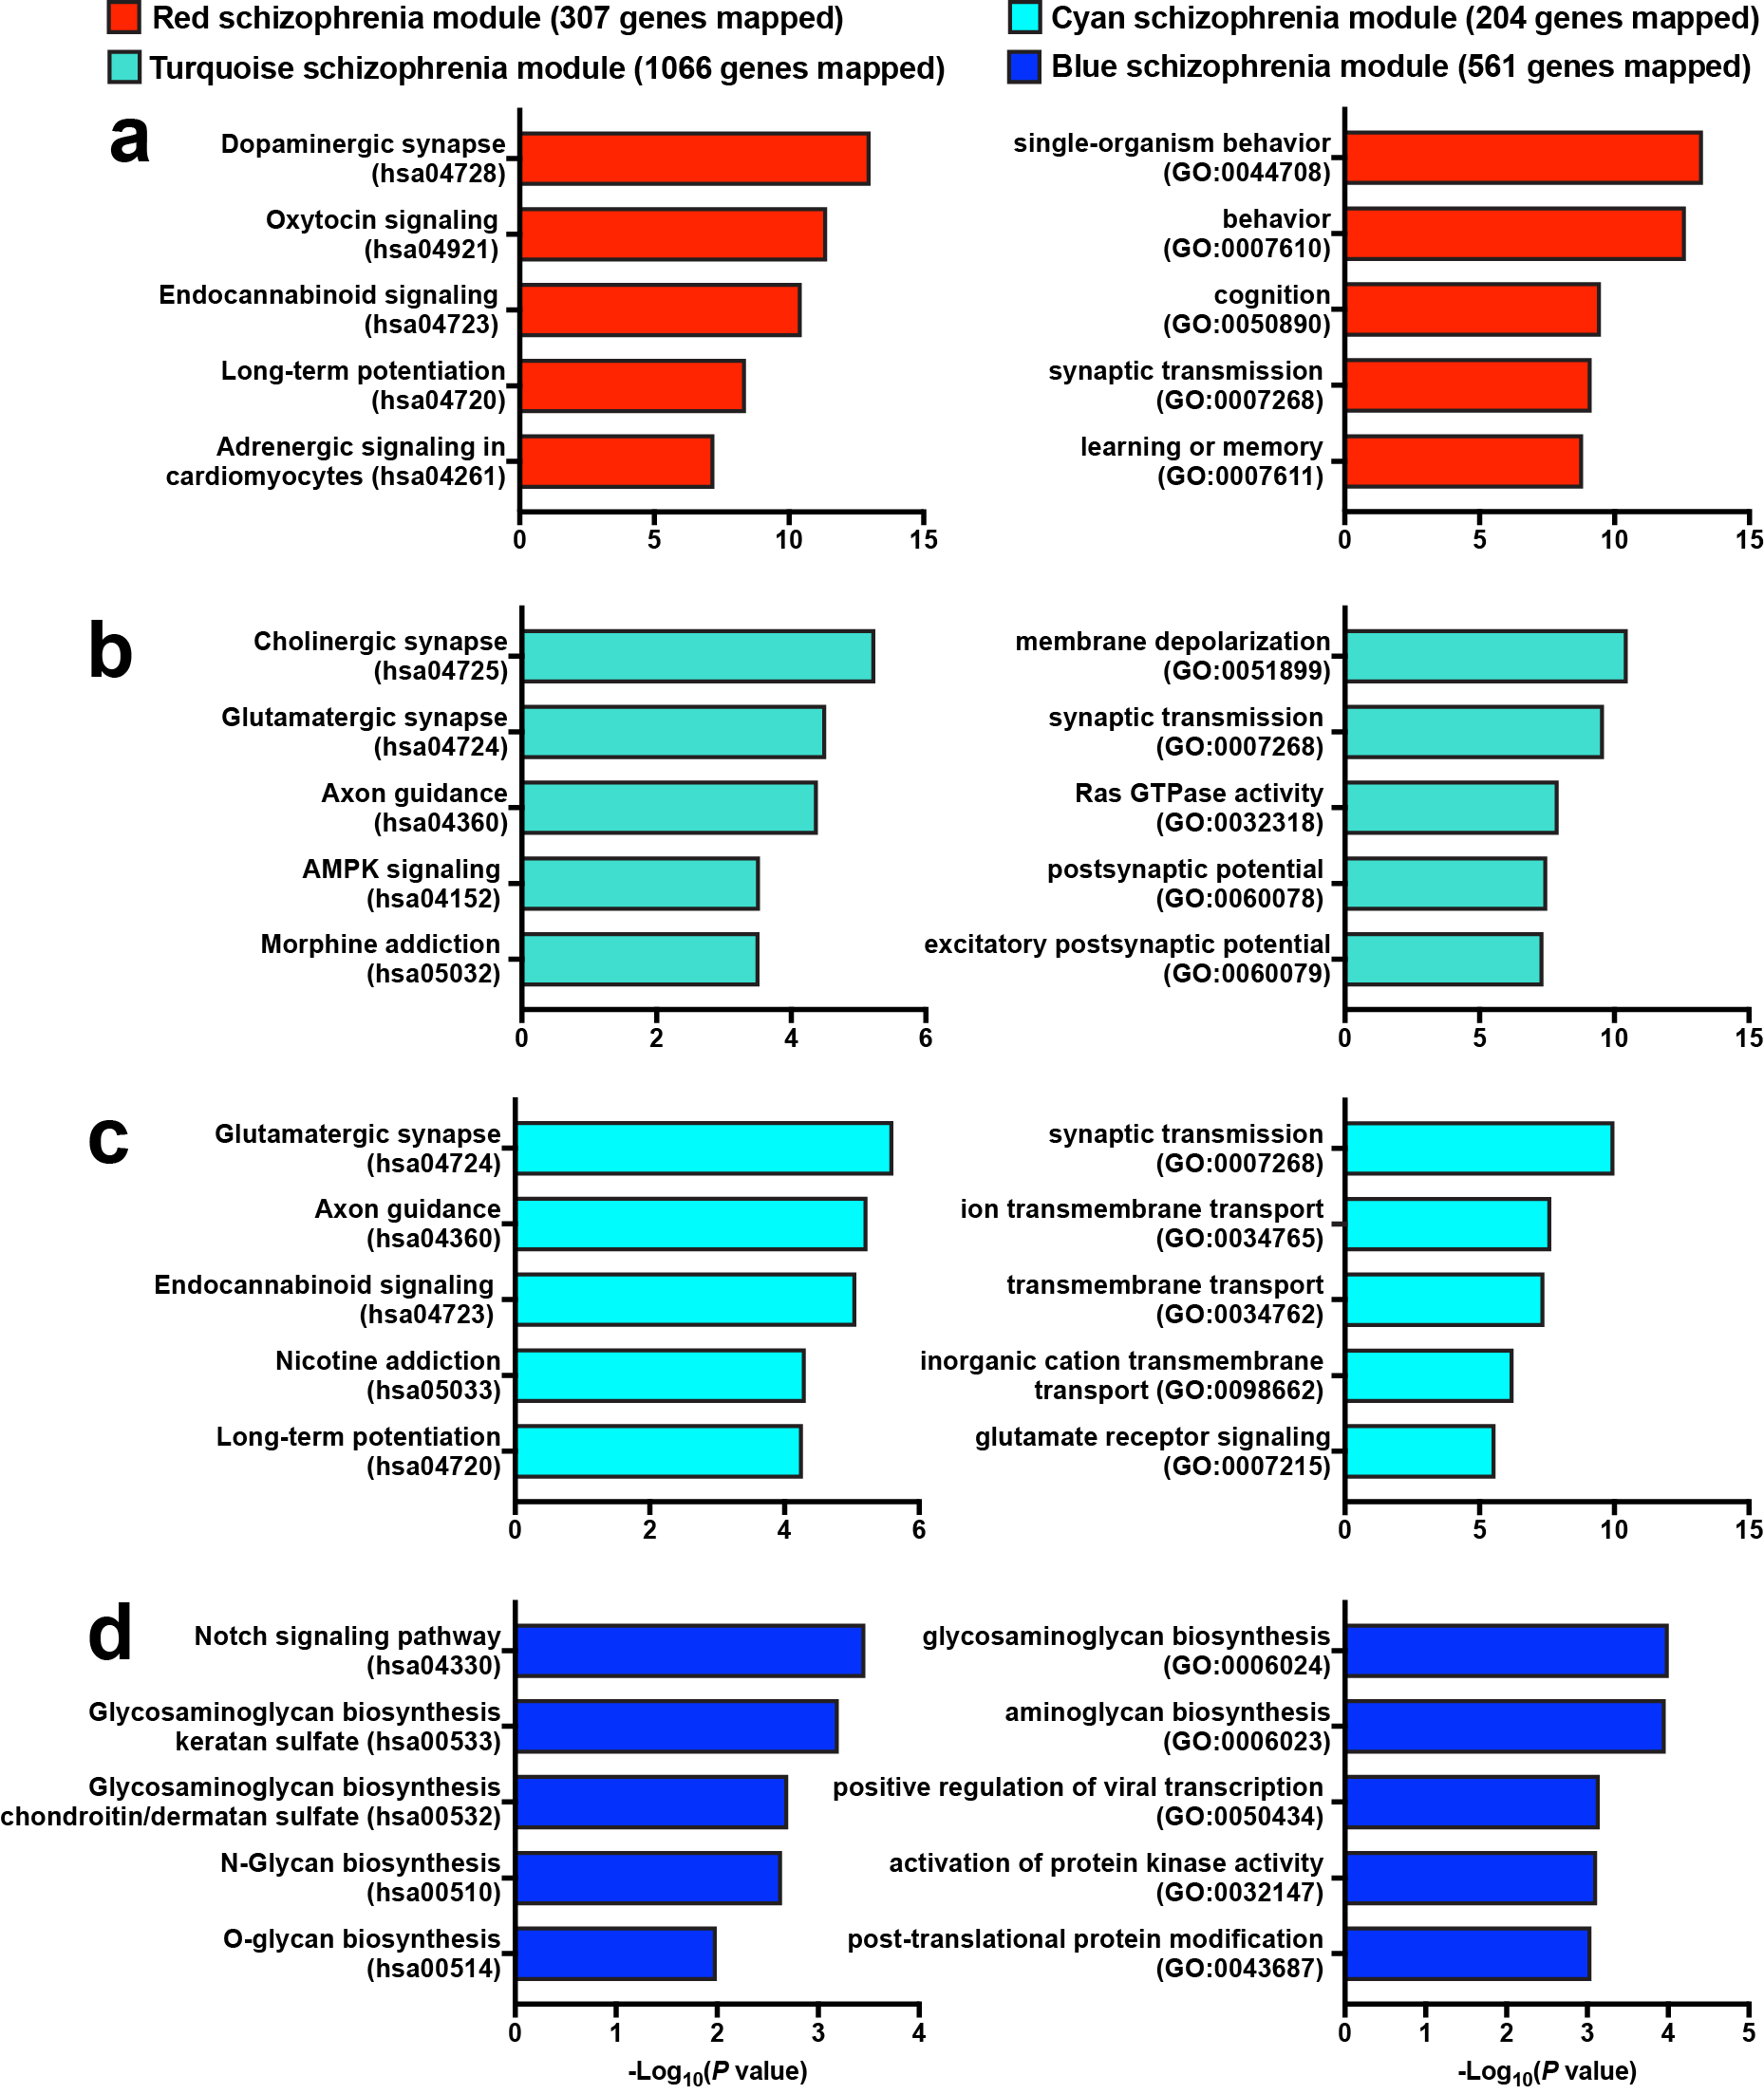 Red schizophrenia module (307 genes mapped)
Cyan schizophrenia module (204 genes mapped)
Turquoise schizophrenia module (1066 genes mapped)
Blue schizophrenia module (561 genes mapped)
a
Dopaminergic synapse
(hsa04728)
Oxytocin signaling
(hsa04921)
Endocannabinoid signaling
(hsa04723)
Long-term potentiation
(hsa04720)
Adrenergic signaling in
cardiomyocytes (hsa04261)
0 5 10 15
single-organism behavior
(GO:0044708)
behavior
(GO:0007610)
cognition
(GO:0050890)
synaptic transmission
(GO:0007268)
learning or memory
(GO:0007611)
0 5 10 15
b
Cholinergic synapse
(hsa04725)
Glutamatergic synapse
(hsa04724)
Axon guidance
(hsa04360)
AMPK signaling
(hsa04152)
Morphine addiction
(hsa05032)
0 2 4 6
membrane depolarization
(GO:0051899)
synaptic transmission
(GO:0007268)
Ras GTPase activity
(GO:0032318)
postsynaptic potential
(GO:0060078)
excitatory postsynaptic potential
(GO:0060079)
0 5 10 15
c
Glutamatergic synapse
(hsa04724)
Axon guidance
(hsa04360)
Endocannabinoid signaling
(hsa04723)
Nicotine addiction
(hsa05033)
Long-term potentiation
(hsa04720)
0 2 4 6
synaptic transmission
(GO:0007268)
ion transmembrane transport
(GO:0034765)
transmembrane transport
(GO:0034762)
inorganic cation transmembrane
transport (GO:0098662)
glutamate receptor signaling
(GO:0007215)
0 5 10 15
d
Notch signaling pathway
(hsa04330)
Glycosaminoglycan biosynthesis
keratan sulfate (hsa00533)
Glycosaminoglycan biosynthesis
chondroitin/dermatan sulfate (hsa00532)
N-Glycan biosynthesis
(hsa00510)
O-glycan biosynthesis
(hsa00514)
0 1 2 3 4
-Log10(P value)
glycosaminoglycan biosynthesis
(GO:0006024)
aminoglycan biosynthesis
(GO:0006023)
positive regulation of viral transcription
(GO:0050434)
activation of protein kinase activity
(GO:0032147)
post-translational protein modification
(GO:0043687)
0 1 2 3 4 5
-Log10(P value)